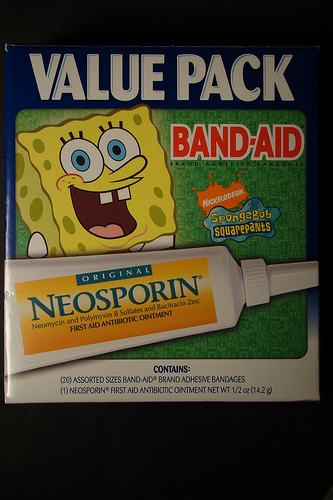 VALUE PACK
BAND-AID
BRAND ADHESIVE BANDAGES
NICKELODEON
SpongeBob
SQUAREPANTS
ORIGINAL
NEOSPORIN®
Neomycin and Polymyxin B Sulfates and Bacitracin Zinc
FIRST AID ANTIBIOTIC OINTMENT
CONTAINS:
(20) ASSORTED SIZES BAND-AID® BRAND ADHESIVE BANDAGES
(1) NEOSPORIN® FIRST AID ANTIBIOTIC OINTMENT NET WT 1/2 oz (14.2 g)